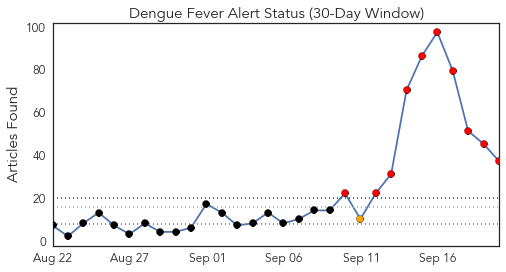 Dengue Fever Alert Status (30-Day Window)
Articles Found
100
80
60
40
20
0
Aug 22 Aug 27 Sep 01 Sep 06 Sep 11 Sep 16